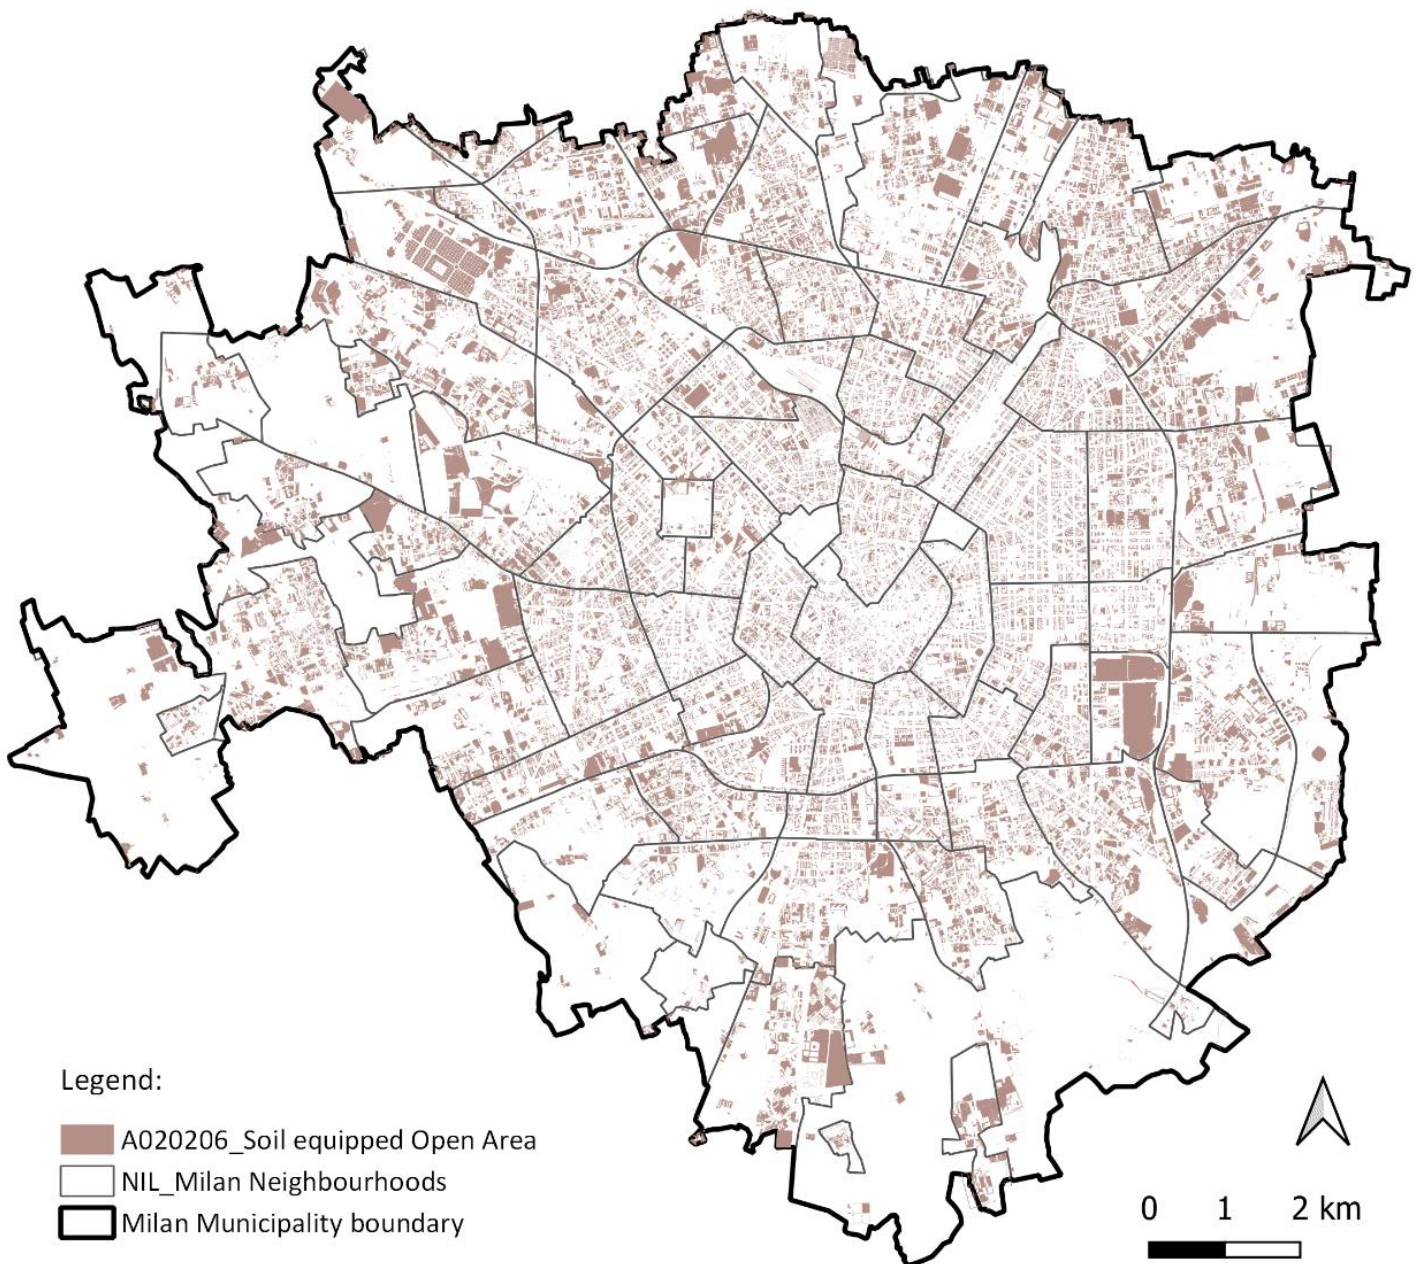 Legend:
A020206_Soil equipped Open Area
NIL_Milan Neighbourhoods
Milan Municipality boundary
0 1 2 km